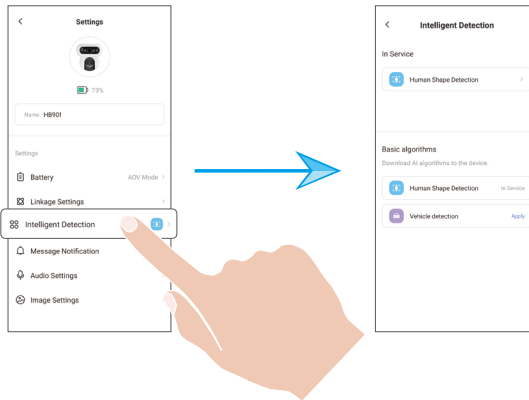 Settings
73%
Name HB901
Settings
Battery AOV Mode
Linkage Settings
Intelligent Detection
Message Notification
Audio Settings
Image Settings
Intelligent Detection
In Service
Human Shape Detection
Basic algorithms
Download AI algorithms to the device
Human Shape Detection In Service
Vehicle detection Apply